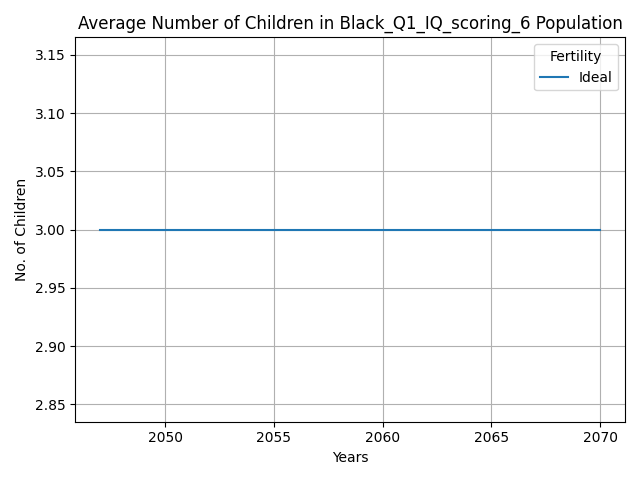 Average Number of Children in Black_Q1_IQ_scoring_6 Population
Fertility
Ideal
No. of Children
3.15
3.10
3.05
3.00
2.95
2.90
2.85
2050
2055
2060
2065
2070
Years